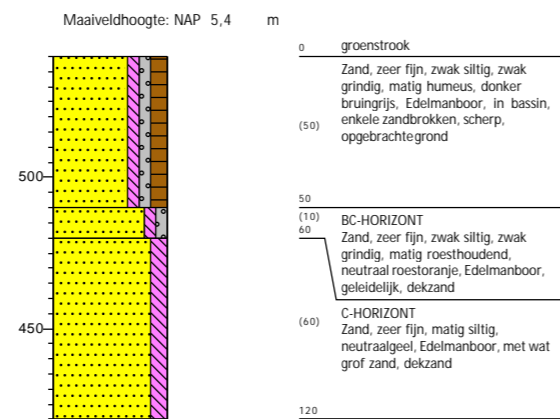 Maaiveldhoogte: NAP 5,4 m
0 groenstrook
Zand, zeer fijn, zwak siltig, zwak
grindig, matig humeus, donker
bruingrijs, Edelmanboor, in bassin,
(50) enkele zandbrokken, scherp,
opgebrachte grond
500
50
(10) BC-HORIZONT
60 Zand, zeer fijn, zwak siltig, zwak
grindig, matig roesthoudend,
neutraal roestoranje, Edelmanboor,
geleidelijk, dekzand
450
C-HORIZONT
(60) Zand, zeer fijn, matig siltig,
neutraalgeel, Edelmanboor, met wat
grof zand, dekzand
120